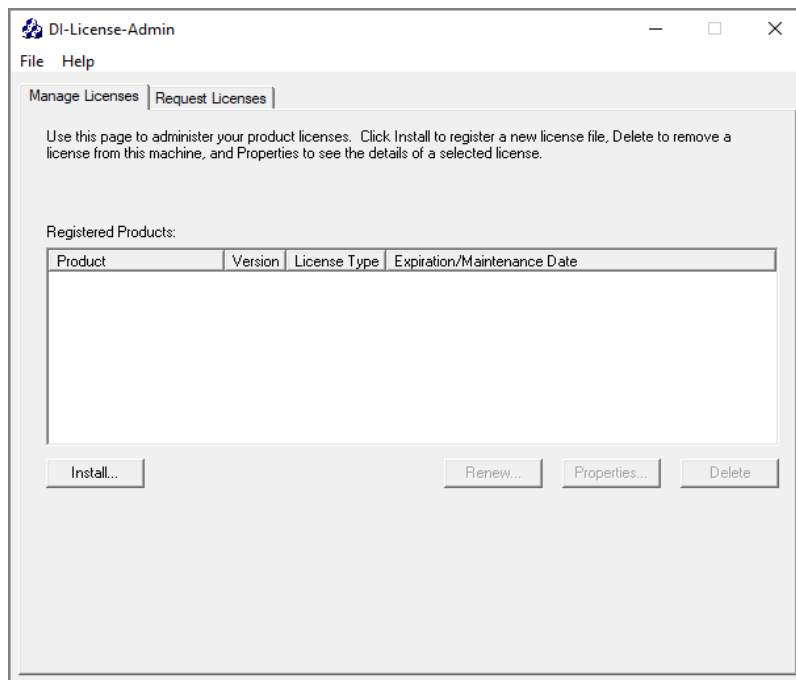 DI-License-Admin
File Help
Manage Licenses Request Licenses
Use this page to administer your product licenses. Click Install to register a new license file, Delete to remove a
license from this machine, and Properties to see the details of a selected license.
Registered Products:
Product Version License Type Expiration/Maintenance Date
Install... Renew... Properties... Delete